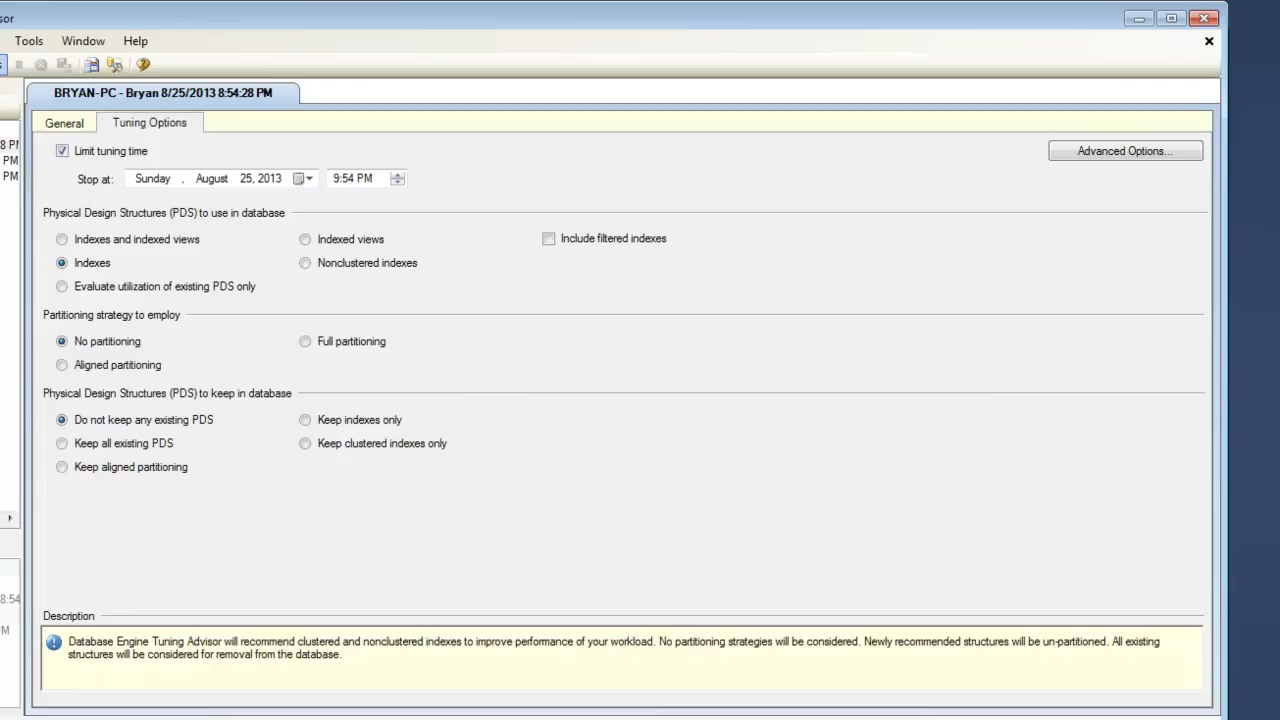 sor
Tools Window Help
BRYAN-PC - Bryan 8/25/2013 8:54:28 PM
General Tuning Options
8 PM
PM
PM
Limit tuning time
Advanced Options...
Stop at: Sunday , August 25, 2013 9:54 PM
Physical Design Structures (PDS) to use in database
Indexes and indexed views Indexed views Include filtered indexes
Indexes Nonclustered indexes
Evaluate utilization of existing PDS only
Partitioning strategy to employ
No partitioning Full partitioning
Aligned partitioning
Physical Design Structures (PDS) to keep in database
Do not keep any existing PDS Keep indexes only
Keep all existing PDS Keep clustered indexes only
Keep aligned partitioning
8:54
M
Description
Database Engine Tuning Advisor will recommend clustered and nonclustered indexes to improve performance of your workload. No partitioning strategies will be considered. Newly recommended structures will be un-partitioned. All existing
structures will be considered for removal from the database.